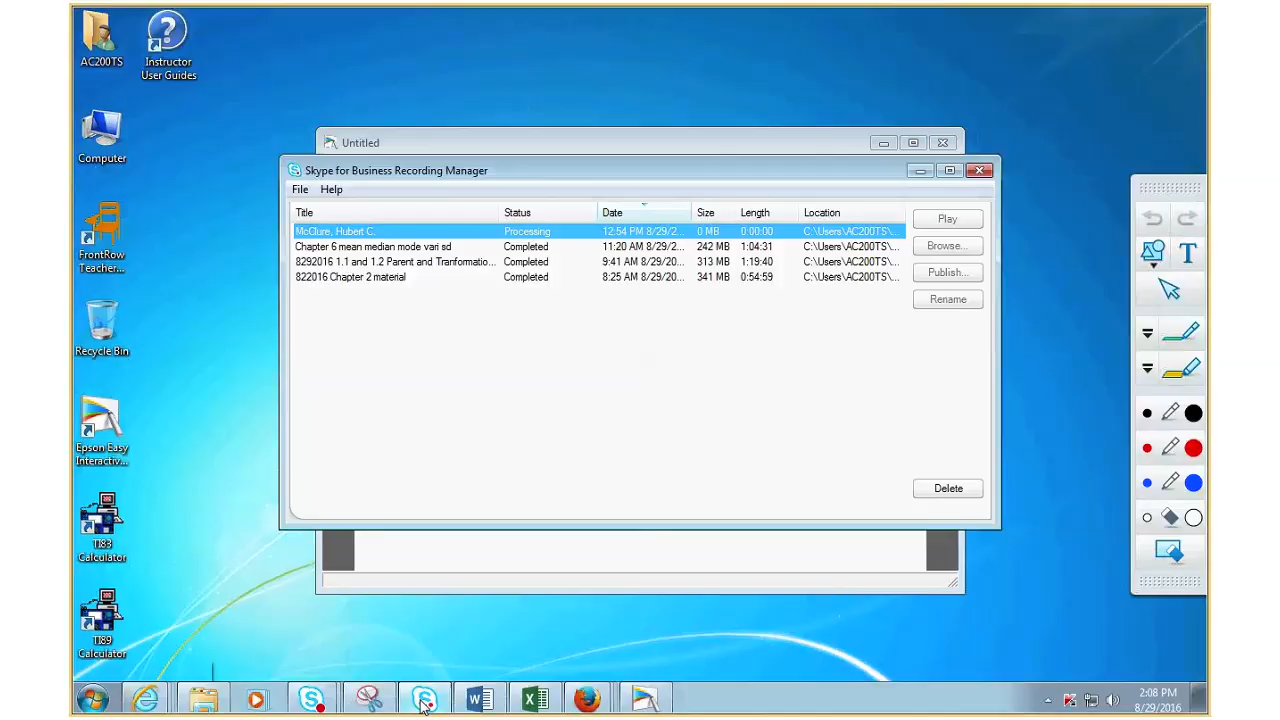 AC200TS
Instructor
User Guides
Computer
Untitled
Skype for Business Recording Manager
File Help
Title Status Date Size Length Location
McClure, Hubert C. Processing 12:54 PM 8/29/2... 0 MB 0:00:00 C:\Users\AC200TS\...
Chapter 6 mean median mode vari sd Completed 11:20 AM 8/29/2... 242 MB 1:04:31 C:\Users\AC200TS\...
8292016 1.1 and 1.2 Parent and Tranformatio... Completed 9:41 AM 8/29/20... 313 MB 1:19:40 C:\Users\AC200TS\...
822016 Chapter 2 material Completed 8:25 AM 8/29/20... 341 MB 0:54:59 C:\Users\AC200TS\...
Play
Browse...
Publish...
Rename
Delete
FrontRow
Teacher...
Recycle Bin
Epson Easy
Interactiv...
TI83
Calculator
TI89
Calculator
T
2:08 PM
8/29/2016